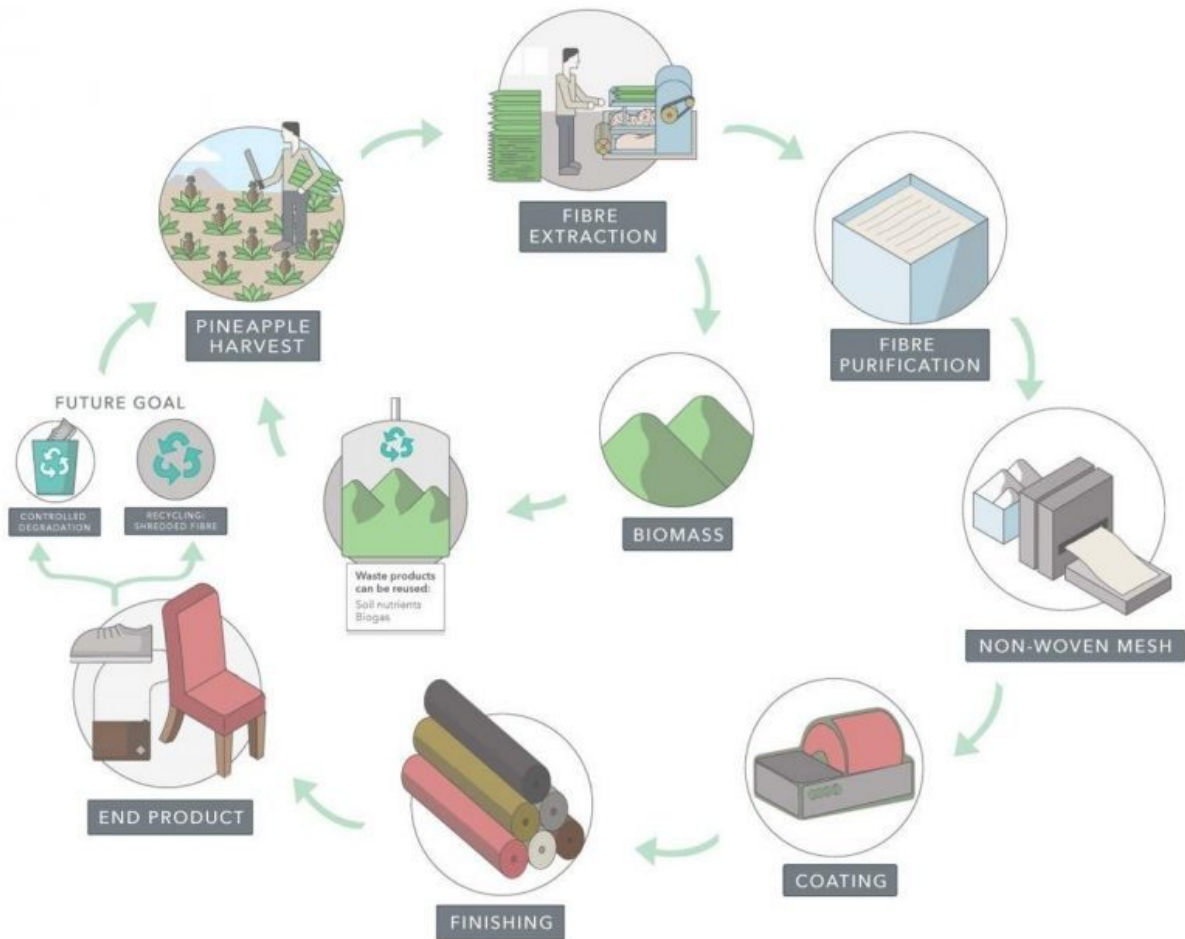 FIBRE
EXTRACTION
PINEAPPLE
HARVEST
FIBRE
PURIFICATION
FUTURE GOAL
CONTROLLED
DEGRADATION
RECYCLING:
SHREDDED FIBRE
BIOMASS
Waste products
can be reused:
Soil nutrients
Biogas
NON-WOVEN MESH
END PRODUCT
COATING
FINISHING